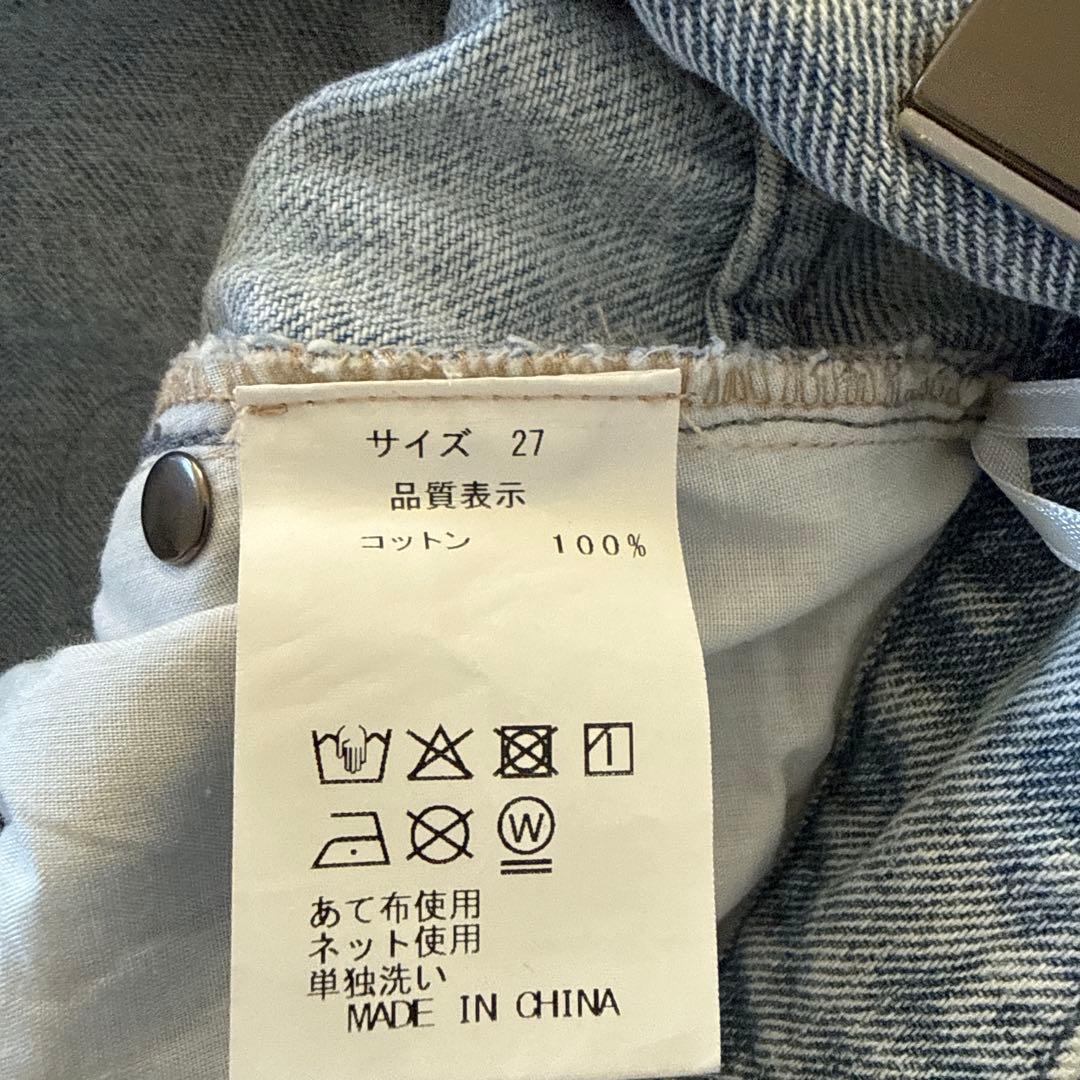 サイズ 27
品質表示
コットン 100%
W
あて布使用
ネット使用
単独洗い
MADE IN CHINA